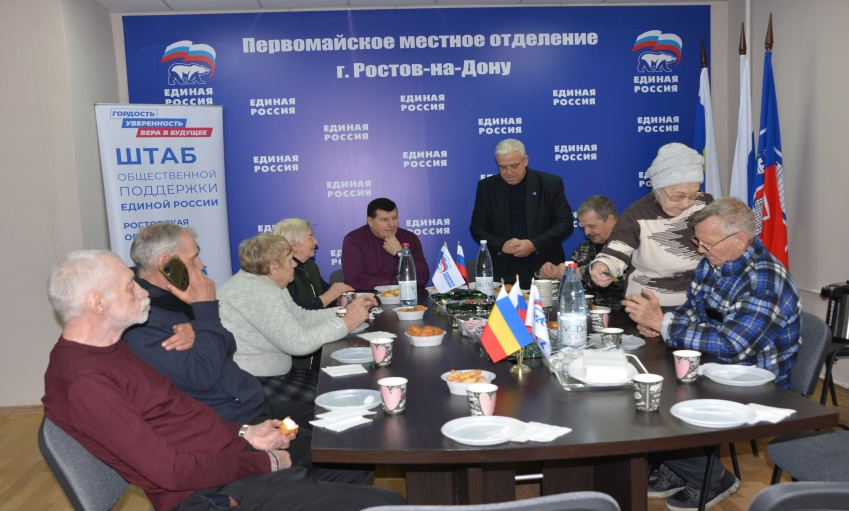 Первомайское местное отделение
г. Ростов-на-Дону
ЕДИНАЯ
РОССИЯ
ЕДИНАЯ
РОССИЯ
ЕДИНАЯ
РОССИЯ
ЕДИНАЯ
РОССИЯ
ЕДИНАЯ
РОССИЯ
ЕДИНАЯ
РОССИЯ
ЕДИНАЯ
РОССИЯ
ЕДИНАЯ
РОССИЯ
ЕДИНАЯ
РОССИЯ
ЕДИНАЯ
РОССИЯ
ЕДИНАЯ
РОССИЯ
ЕДИНАЯ
РОССИЯ
ГОРДОСТЬ
УВЕРЕННОСТЬ
ВЕРА В БУДУЩЕЕ
ШТАБ
ОБЩЕСТВЕННОЙ
ПОДДЕРЖКИ
ЕДИНОЙ РОССИИ
РОСТОВСКАЯ
VODA